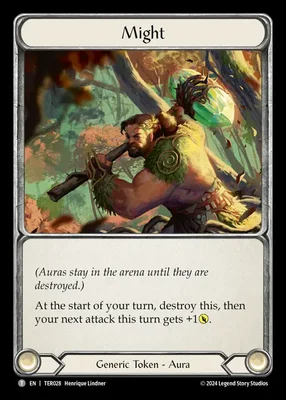 Might
(Auras stay in the arena until they are
destroyed.)
At the start of your turn, destroy this, then
your next attack this turn gets +1.
Generic Token - Aura
T EN | TER028 Henrique Lindner
© 2024 Legend Story Studios